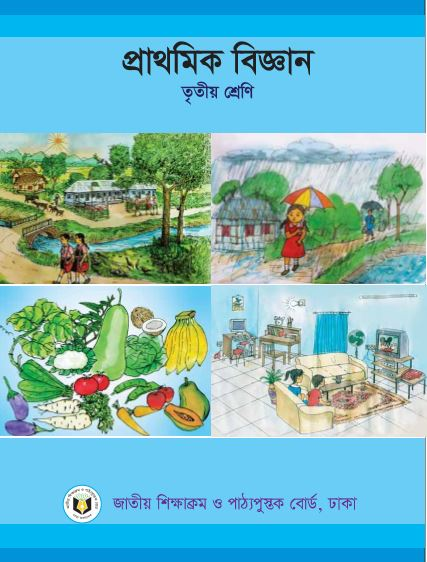 প্রাথমিক বিজ্ঞান
তৃতীয় শ্রেণি
জাতীয় শিক্ষাক্রম ও পাঠ্যপুস্তক বোর্ড, ঢাকা